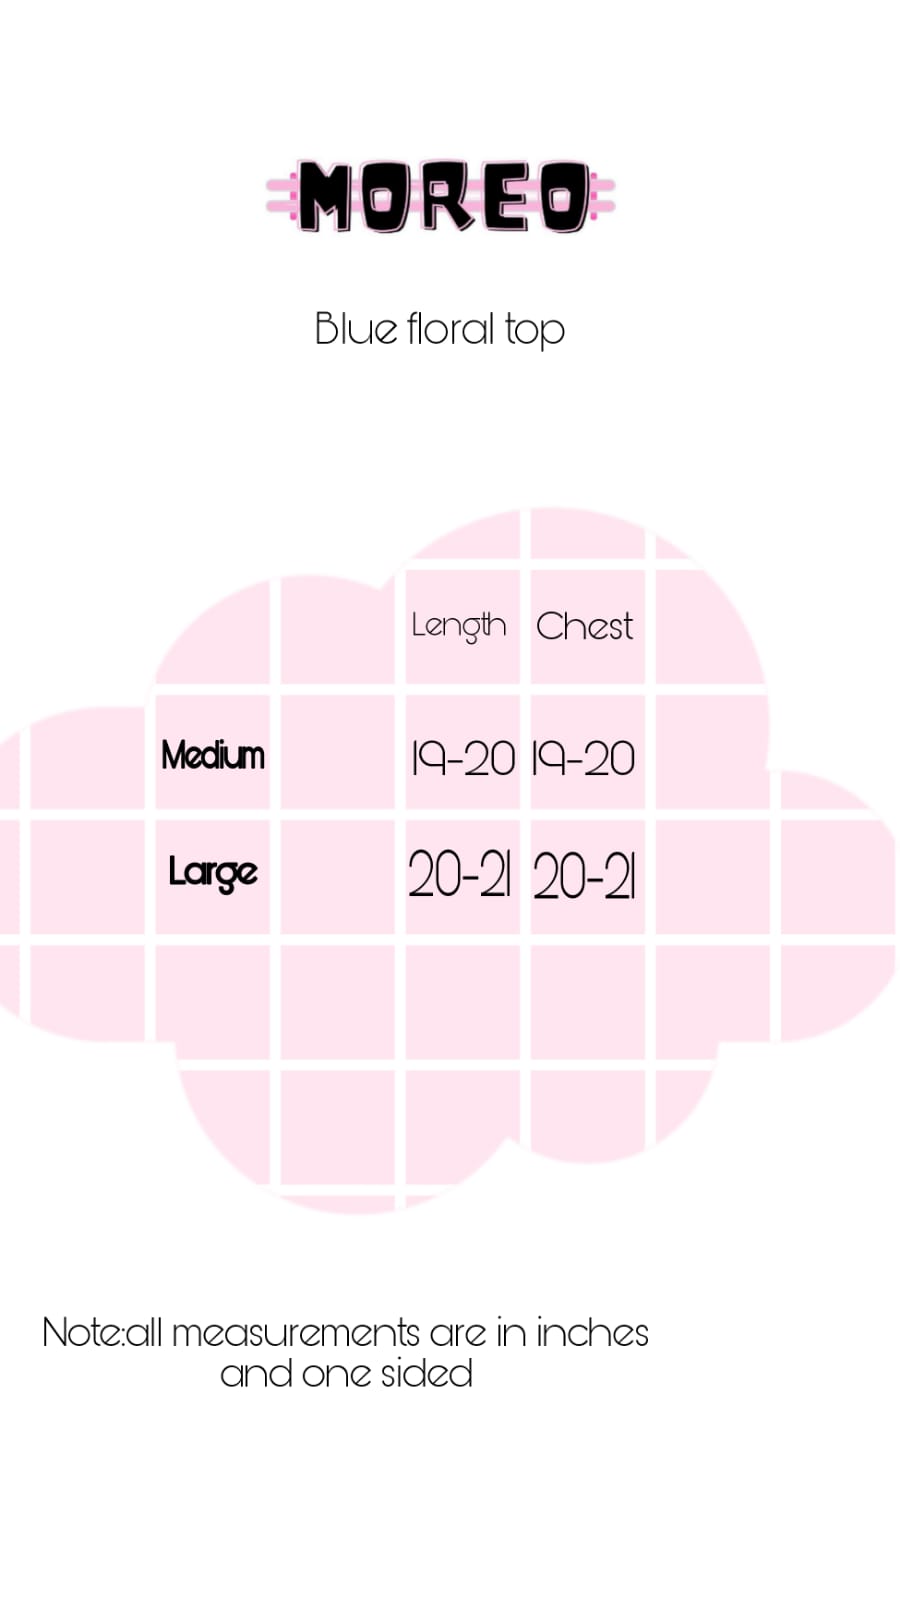 MOREO
Blue floral top
Length Chest
Medium 19-20 19-20
Large 20-21 20-21
Note:all measurements are in inches
and one sided